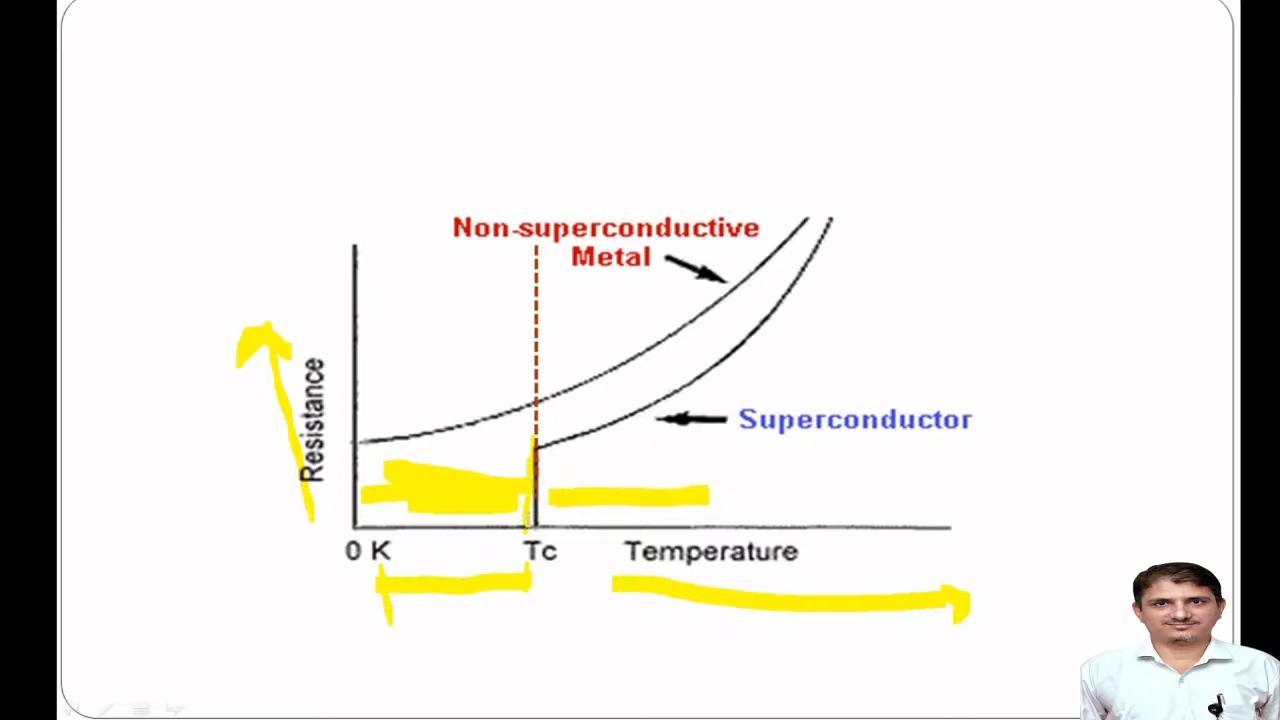 Non-superconductive
Metal
Resistance
Superconductor
0 K
Tc
Temperature